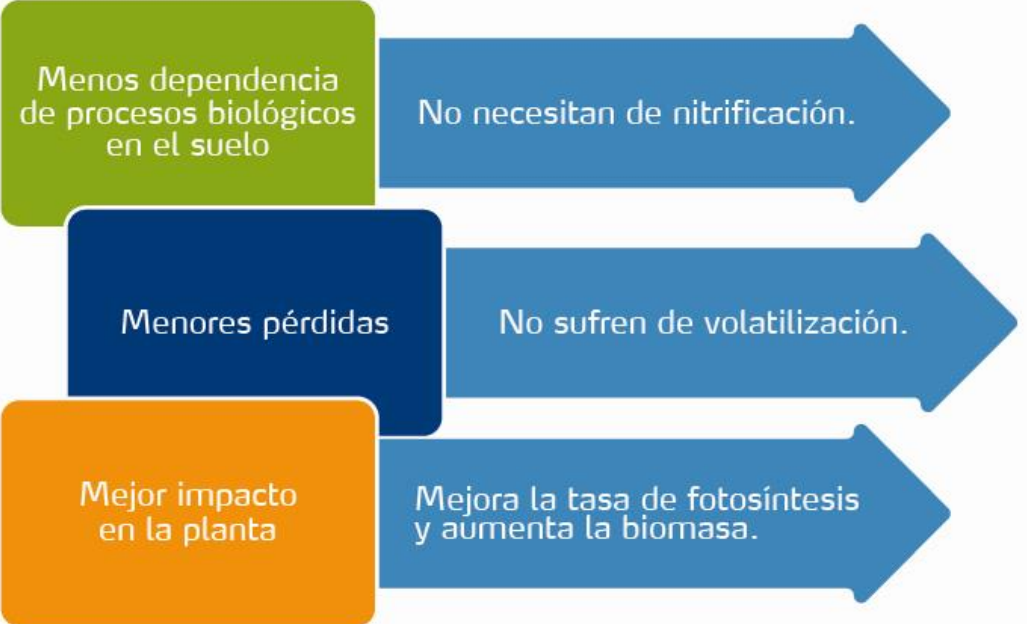 Menos dependencia
de procesos biológicos
en el suelo
No necesitan de nitrificación.
Menores pérdidas
No sufren de volatilización.
Mejor impacto
en la planta
Mejora la tasa de fotosíntesis
y aumenta la biomasa.